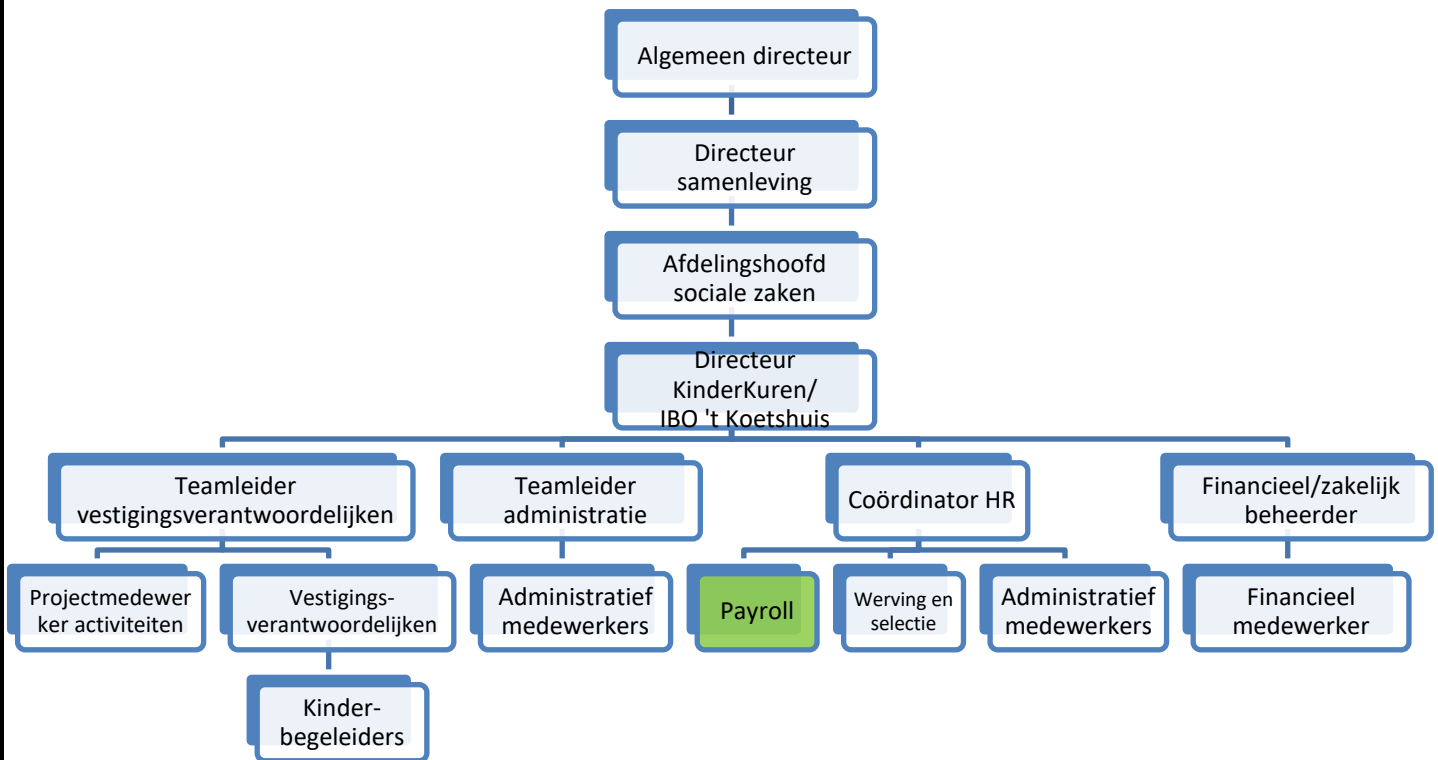 Algemeen directeur
Directeur
samenleving
Afdelingshoofd
sociale zaken
Directeur
KinderKuren/
IBO 't Koetshuis
Teamleider
vestigingsverantwoordelijken
Teamleider
administratie
Coördinator HR
Financieel/zakelijk
beheerder
Projectmedewer
ker activiteiten
Vestigings-
verantwoordelijken
Administratief
medewerkers
Payroll
Werving en
selectie
Administratief
medewerkers
Financieel
medewerker
Kinder-
begeleiders